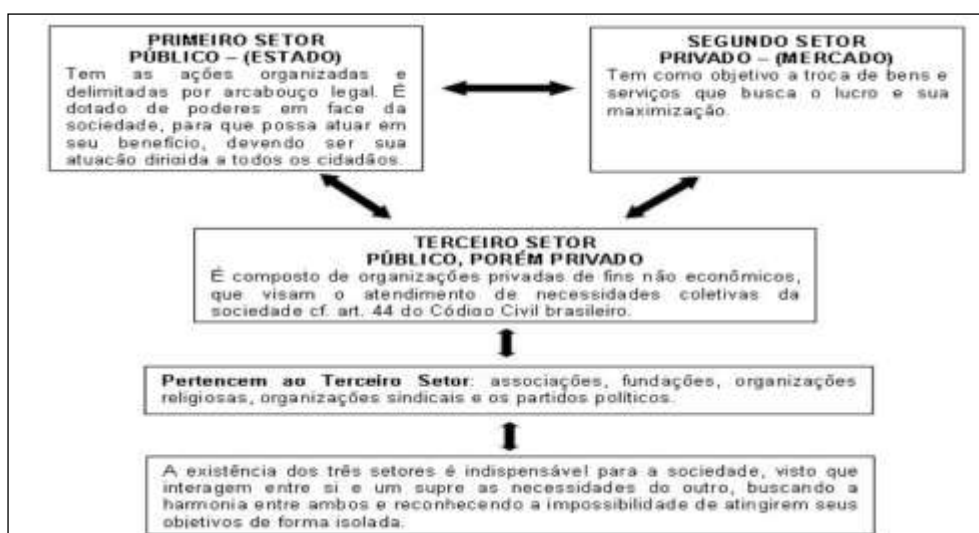 PRIMEIRO SETOR
PÚBLICO – (ESTADO)
Tem as ações organizadas e
delimitadas por arcabouço legal. É
dotado de poderes em face da
sociedade, para que possa atuar em
seu benefício, devendo ser sua
atuação dirigida a todos os cidadãos.
SEGUNDO SETOR
PRIVADO – (MERCADO)
Tem como objetivo a troca de bens e
serviços que busca o lucro e sua
maximização.
TERCEIRO SETOR
PÚBLICO, PORÉM PRIVADO
É composto de organizações privadas de fins não econômicos,
que visam o atendimento de necessidades coletivas da
sociedade cf. art. 44 do Código Civil brasileiro.
Pertencem ao Terceiro Setor: associações, fundações, organizações
religiosas, organizações sindicais e os partidos políticos.
A existência dos três setores é indispensável para a sociedade, visto que
interagem entre si e um supre as necessidades do outro, buscando a
harmonia entre ambos e reconhecendo a impossibilidade de atingirem seus
objetivos de forma isolada.